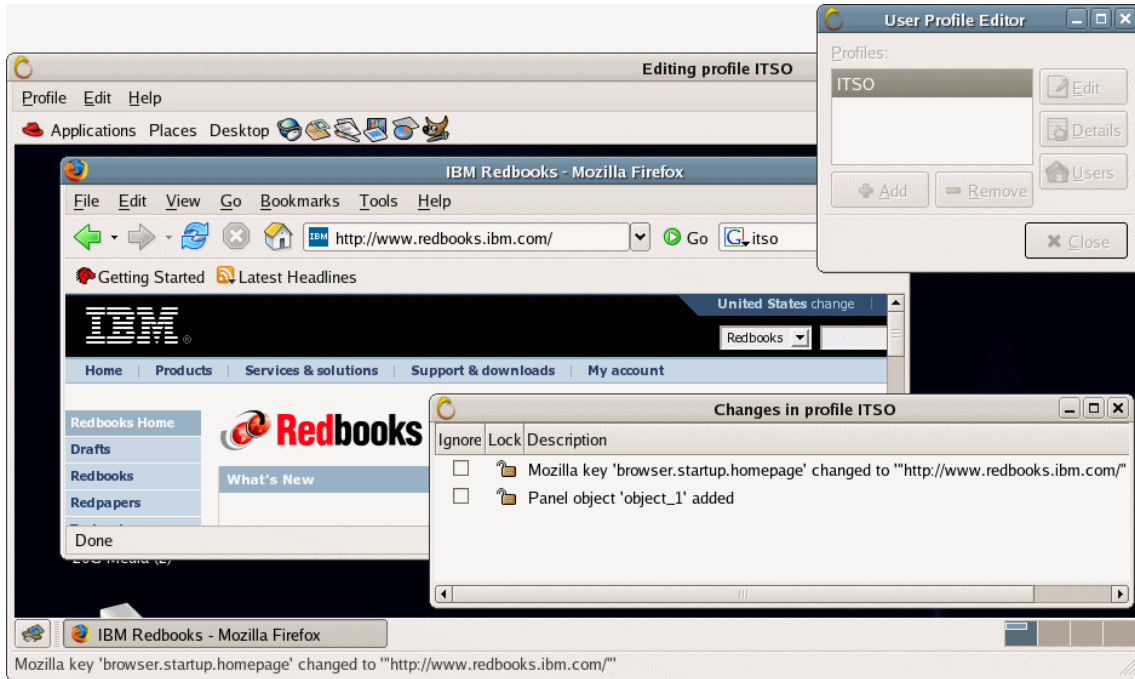 User Profile Editor
Profiles:
ITSO
Edit
Details
Users
Add
Remove
Close
Editing profile ITSO
Profile Edit Help
Applications Places Desktop
IBM Redbooks - Mozilla Firefox
File Edit View Go Bookmarks Tools Help
http://www.redbooks.ibm.com/ Go itso
Getting Started Latest Headlines
United States change
IBM
Redbooks
Home Products Services & solutions Support & downloads My account
Redbooks Home
Drafts
Redbooks
Redpapers
Redbooks
What's New
Done
Changes in profile ITSO
Ignore Lock Description
Mozilla key 'browser.startup.homepage' changed to '"http://www.redbooks.ibm.com/"
Panel object 'object_1' added
IBM Redbooks - Mozilla Firefox
Mozilla key 'browser.startup.homepage' changed to '"http://www.redbooks.ibm.com/"'